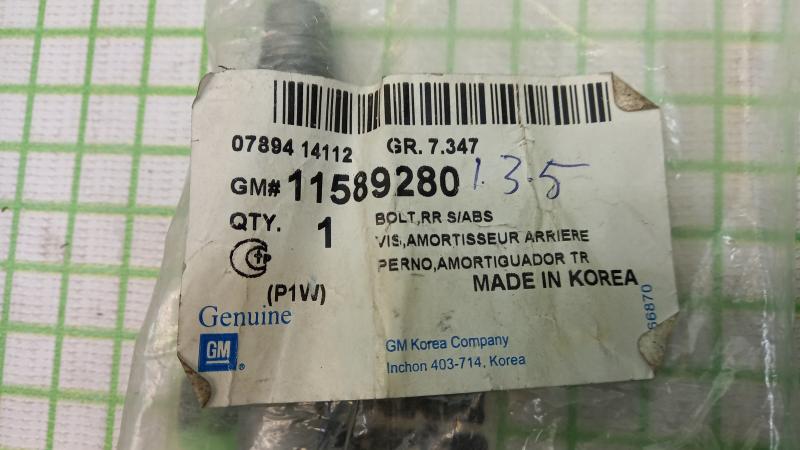 07894 14112 GR. 7.347
GM# 11589280 1.3.5
QTY. 1 BOLT,RR S/ABS
VIS,AMORTISSEUR ARRIERE
PERNO,AMORTIGUADOR TR
(P1W) MADE IN KOREA
Genuine
GM
GM Korea Company
Inchon 403-714, Korea
66870